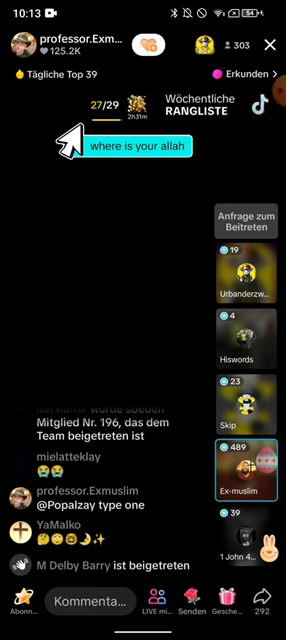 10:13
professor.Exm...
125.2K
303
Tägliche Top 39
Erkunden >
27/29
2h31m
Wöchentliche
RANGLISTE
where is your allah
Anfrage zum
Beitreten
19
Urbanderzw...
4
Hiswords
23
Skip
489
Ex-muslim
39
1 John 4...
Mitglied Nr. 196, das dem
Team beigetreten ist
mielatteklay
😭😭
professor.Exmuslim
@Popalzay type one
YaMalko
🤔🙄🤓🌙✨
M Delby Barry ist beigetreten
Abonn...
Kommenta...
LIVE mi...
Senden
Gesche...
292